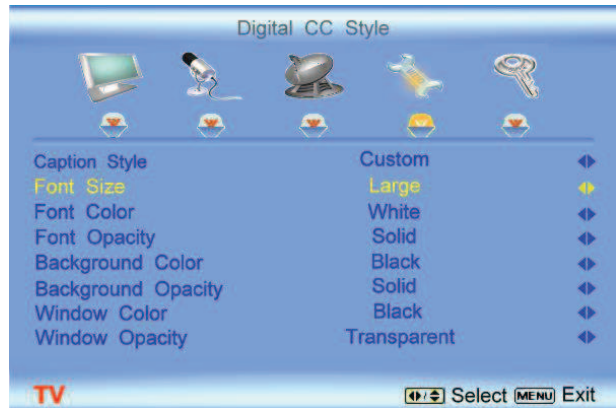 Digital CC Style
Caption Style Custom
Font Size Large
Font Color White
Font Opacity Solid
Background Color Black
Background Opacity Solid
Window Color Black
Window Opacity Transparent
TV Select MENU Exit